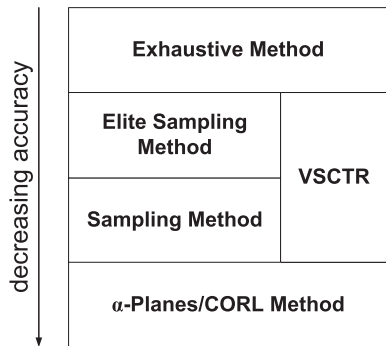 decreasing accuracy
Exhaustive Method
Elite Sampling
Method
VSCTR
Sampling Method
α-Planes/CORL Method